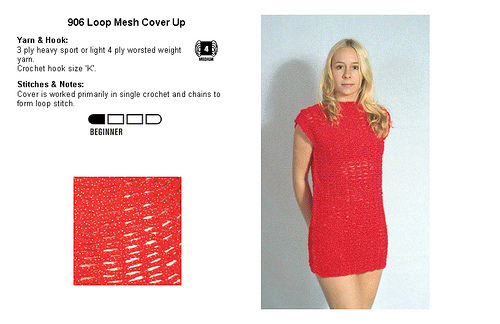 906 Loop Mesh Cover Up
Yarn & Hook:
3 ply heavy sport or light 4 ply worsted weight
yarn.
Crochet hook size "K".
4
MEDIUM
Stitches & Notes:
Cover is worked primarily in single crochet and chains to
form loop stitch.
BEGINNER